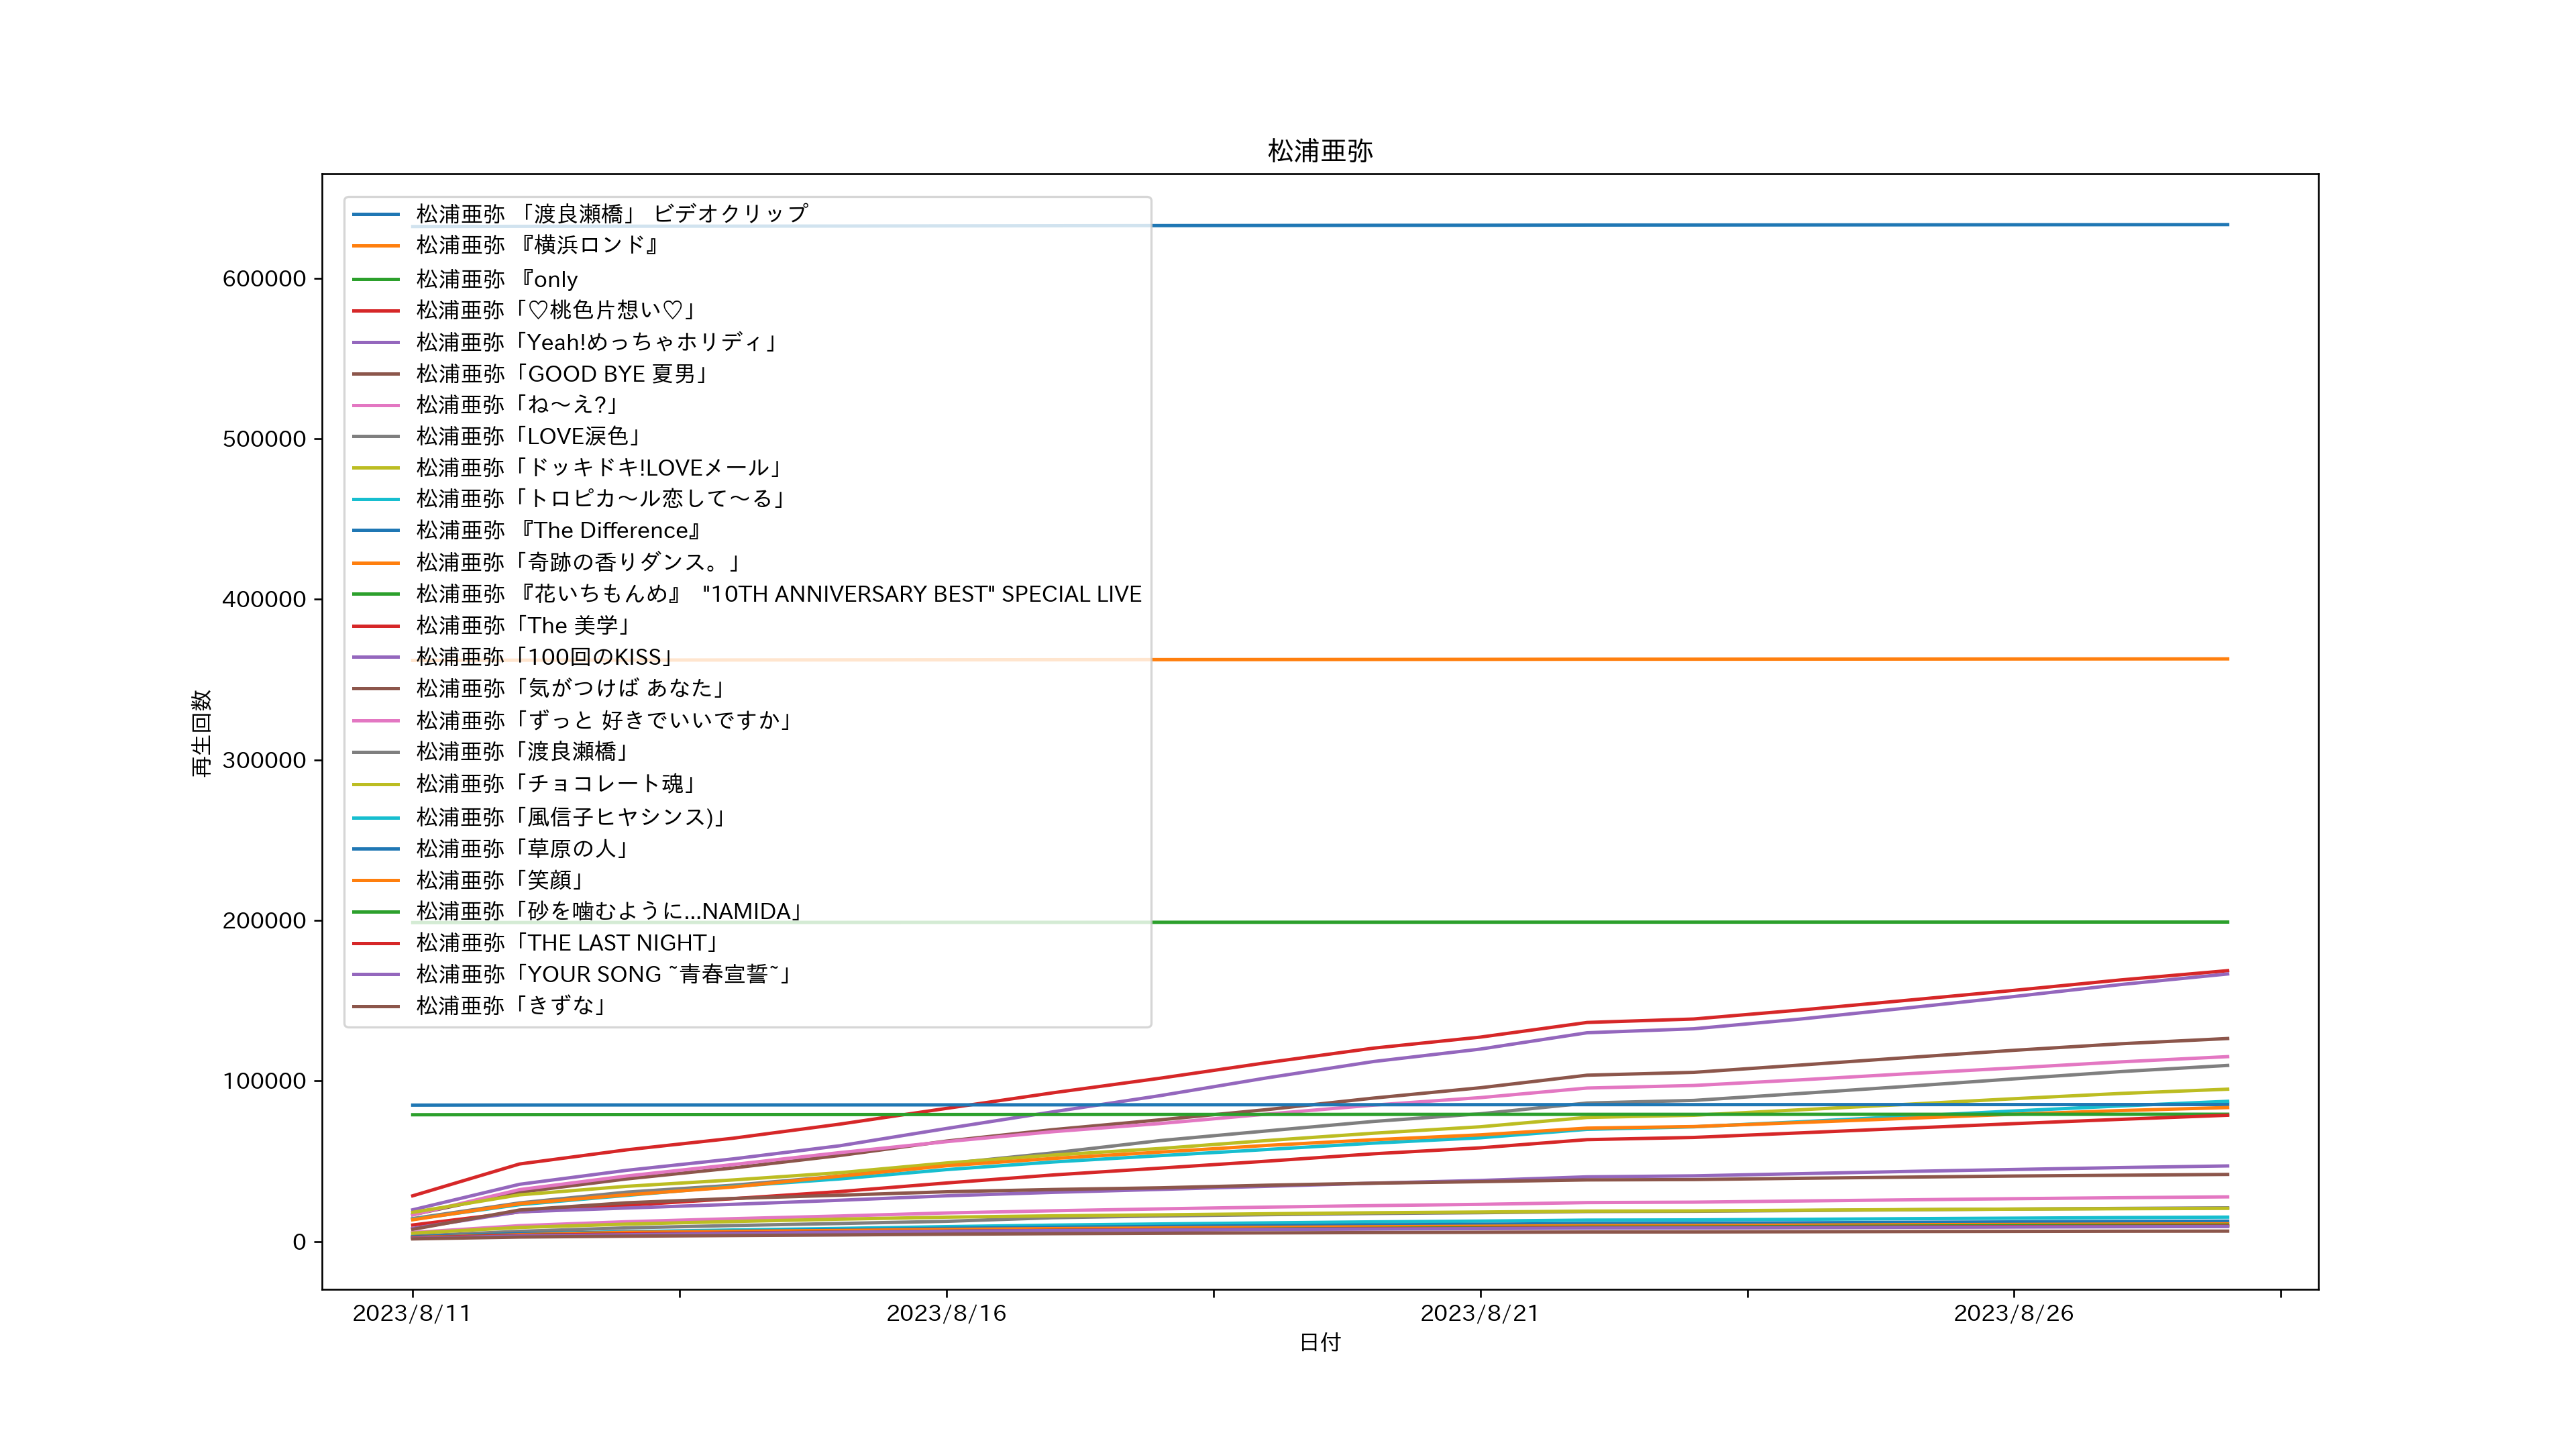 松浦亜弥
松浦亜弥 「渡良瀬橋」 ビデオクリップ
松浦亜弥 『横浜ロンド』
松浦亜弥 『only
松浦亜弥「♡桃色片想い♡」
松浦亜弥「Yeah!めっちゃホリディ」
松浦亜弥「GOOD BYE 夏男」
松浦亜弥「ね〜え?」
松浦亜弥「LOVE涙色」
松浦亜弥「ドッキドキ!LOVEメール」
松浦亜弥「トロピカ〜ル恋して〜る」
松浦亜弥 『The Difference』
松浦亜弥「奇跡の香りダンス。」
松浦亜弥 『花いちもんめ』 "10TH ANNIVERSARY BEST" SPECIAL LIVE
松浦亜弥「The 美学」
松浦亜弥「100回のKISS」
松浦亜弥「気がつけば あなた」
松浦亜弥「ずっと 好きでいいですか」
松浦亜弥「渡良瀬橋」
松浦亜弥「チョコレート魂」
松浦亜弥「風信子ヒヤシンス)」
松浦亜弥「草原の人」
松浦亜弥「笑顔」
松浦亜弥「砂を噛むように…NAMIDA」
松浦亜弥「THE LAST NIGHT」
松浦亜弥「YOUR SONG ~青春宣誓~」
松浦亜弥「きずな」
再生回数
600000
500000
400000
300000
200000
100000
0
2023/8/11
2023/8/16
2023/8/21
2023/8/26
日付